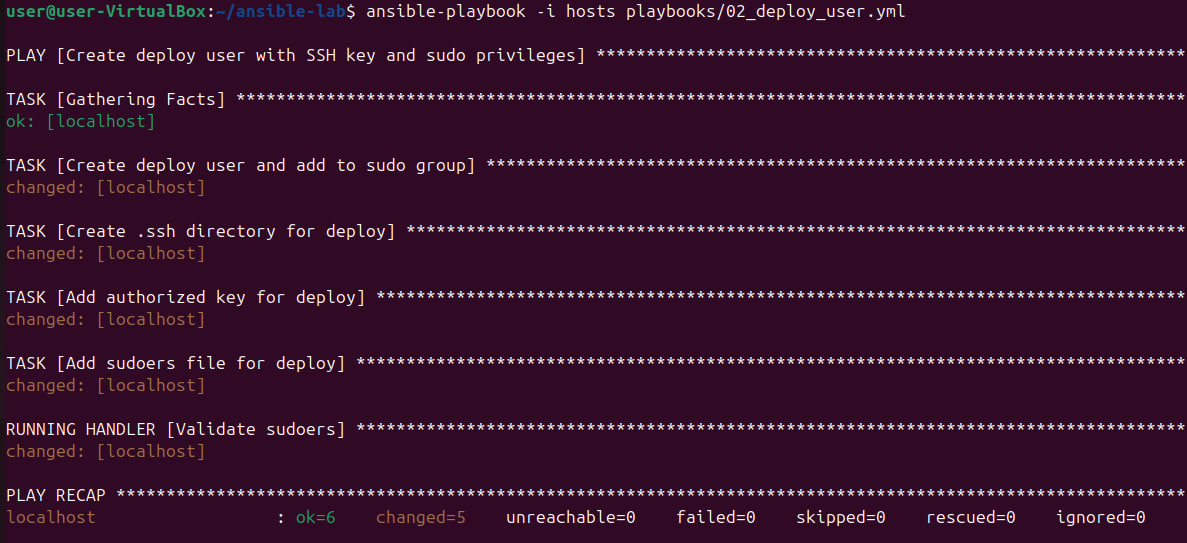 user@user-VirtualBox:~/ansible-lab$ ansible-playbook -i hosts playbooks/02_deploy_user.yml
PLAY [Create deploy user with SSH key and sudo privileges] ***********************************************************
TASK [Gathering Facts] ***********************************************************************************************
ok: [localhost]
TASK [Create deploy user and add to sudo group] **********************************************************************
changed: [localhost]
TASK [Create .ssh directory for deploy] ******************************************************************************
changed: [localhost]
TASK [Add authorized key for deploy] *********************************************************************************
changed: [localhost]
TASK [Add sudoers file for deploy] ***********************************************************************************
changed: [localhost]
RUNNING HANDLER [Validate sudoers] ***********************************************************************************
changed: [localhost]
PLAY RECAP ***********************************************************************************************************
localhost                  : ok=6    changed=5    unreachable=0    failed=0    skipped=0    rescued=0    ignored=0